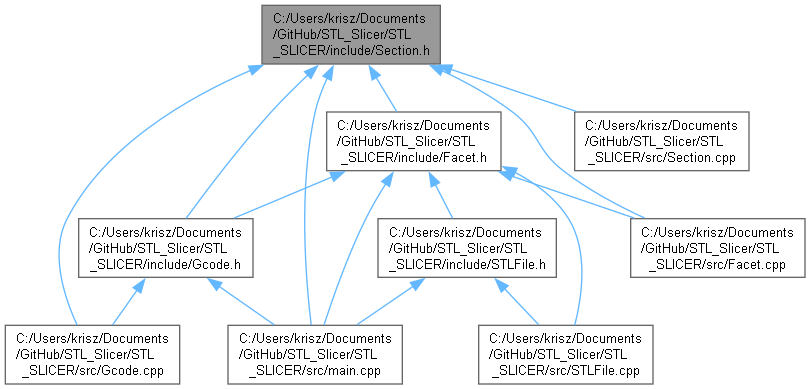 C:/Users/krisz/Documents
/GitHub/STL_Slicer/STL
_SLICER/include/Section.h
C:/Users/krisz/Documents
/GitHub/STL_Slicer/STL
_SLICER/include/Facet.h
C:/Users/krisz/Documents
/GitHub/STL_Slicer/STL
_SLICER/src/Section.cpp
C:/Users/krisz/Documents
/GitHub/STL_Slicer/STL
_SLICER/include/Gcode.h
C:/Users/krisz/Documents
/GitHub/STL_Slicer/STL
_SLICER/include/STLFile.h
C:/Users/krisz/Documents
/GitHub/STL_Slicer/STL
_SLICER/src/Facet.cpp
C:/Users/krisz/Documents
/GitHub/STL_Slicer/STL
_SLICER/src/Gcode.cpp
C:/Users/krisz/Documents
/GitHub/STL_Slicer/STL
_SLICER/src/main.cpp
C:/Users/krisz/Documents
/GitHub/STL_Slicer/STL
_SLICER/src/STLFile.cpp